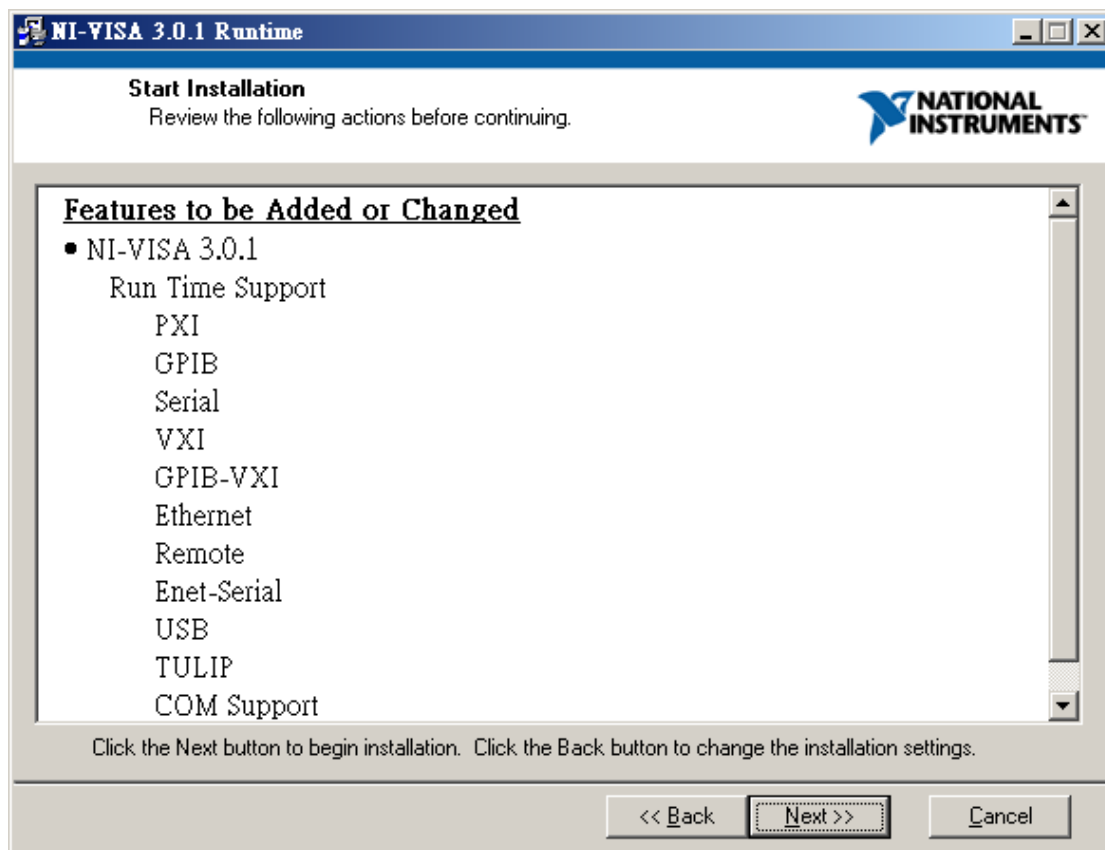 NI-VISA 3.0.1 Runtime
Start Installation
Review the following actions before continuing.
NATIONAL
INSTRUMENTS™
Features to be Added or Changed
• NI-VISA 3.0.1
Run Time Support
PXI
GPIB
Serial
VXI
GPIB-VXI
Ethernet
Remote
Enet-Serial
USB
TULIP
COM Support
Click the Next button to begin installation. Click the Back button to change the installation settings.
<< Back
Next >>
Cancel